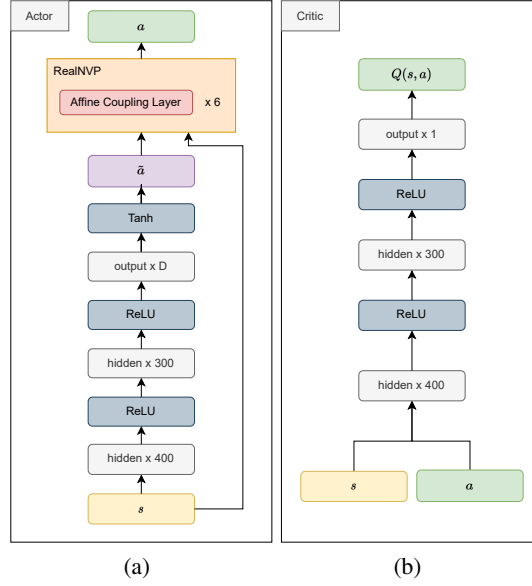 Actor
a
RealNVP
Affine Coupling Layer
x 6
ã
Tanh
output x D
ReLU
hidden x 300
ReLU
hidden x 400
s
(a)
Critic
Q(s, a)
output x 1
ReLU
hidden x 300
ReLU
hidden x 400
s
a
(b)